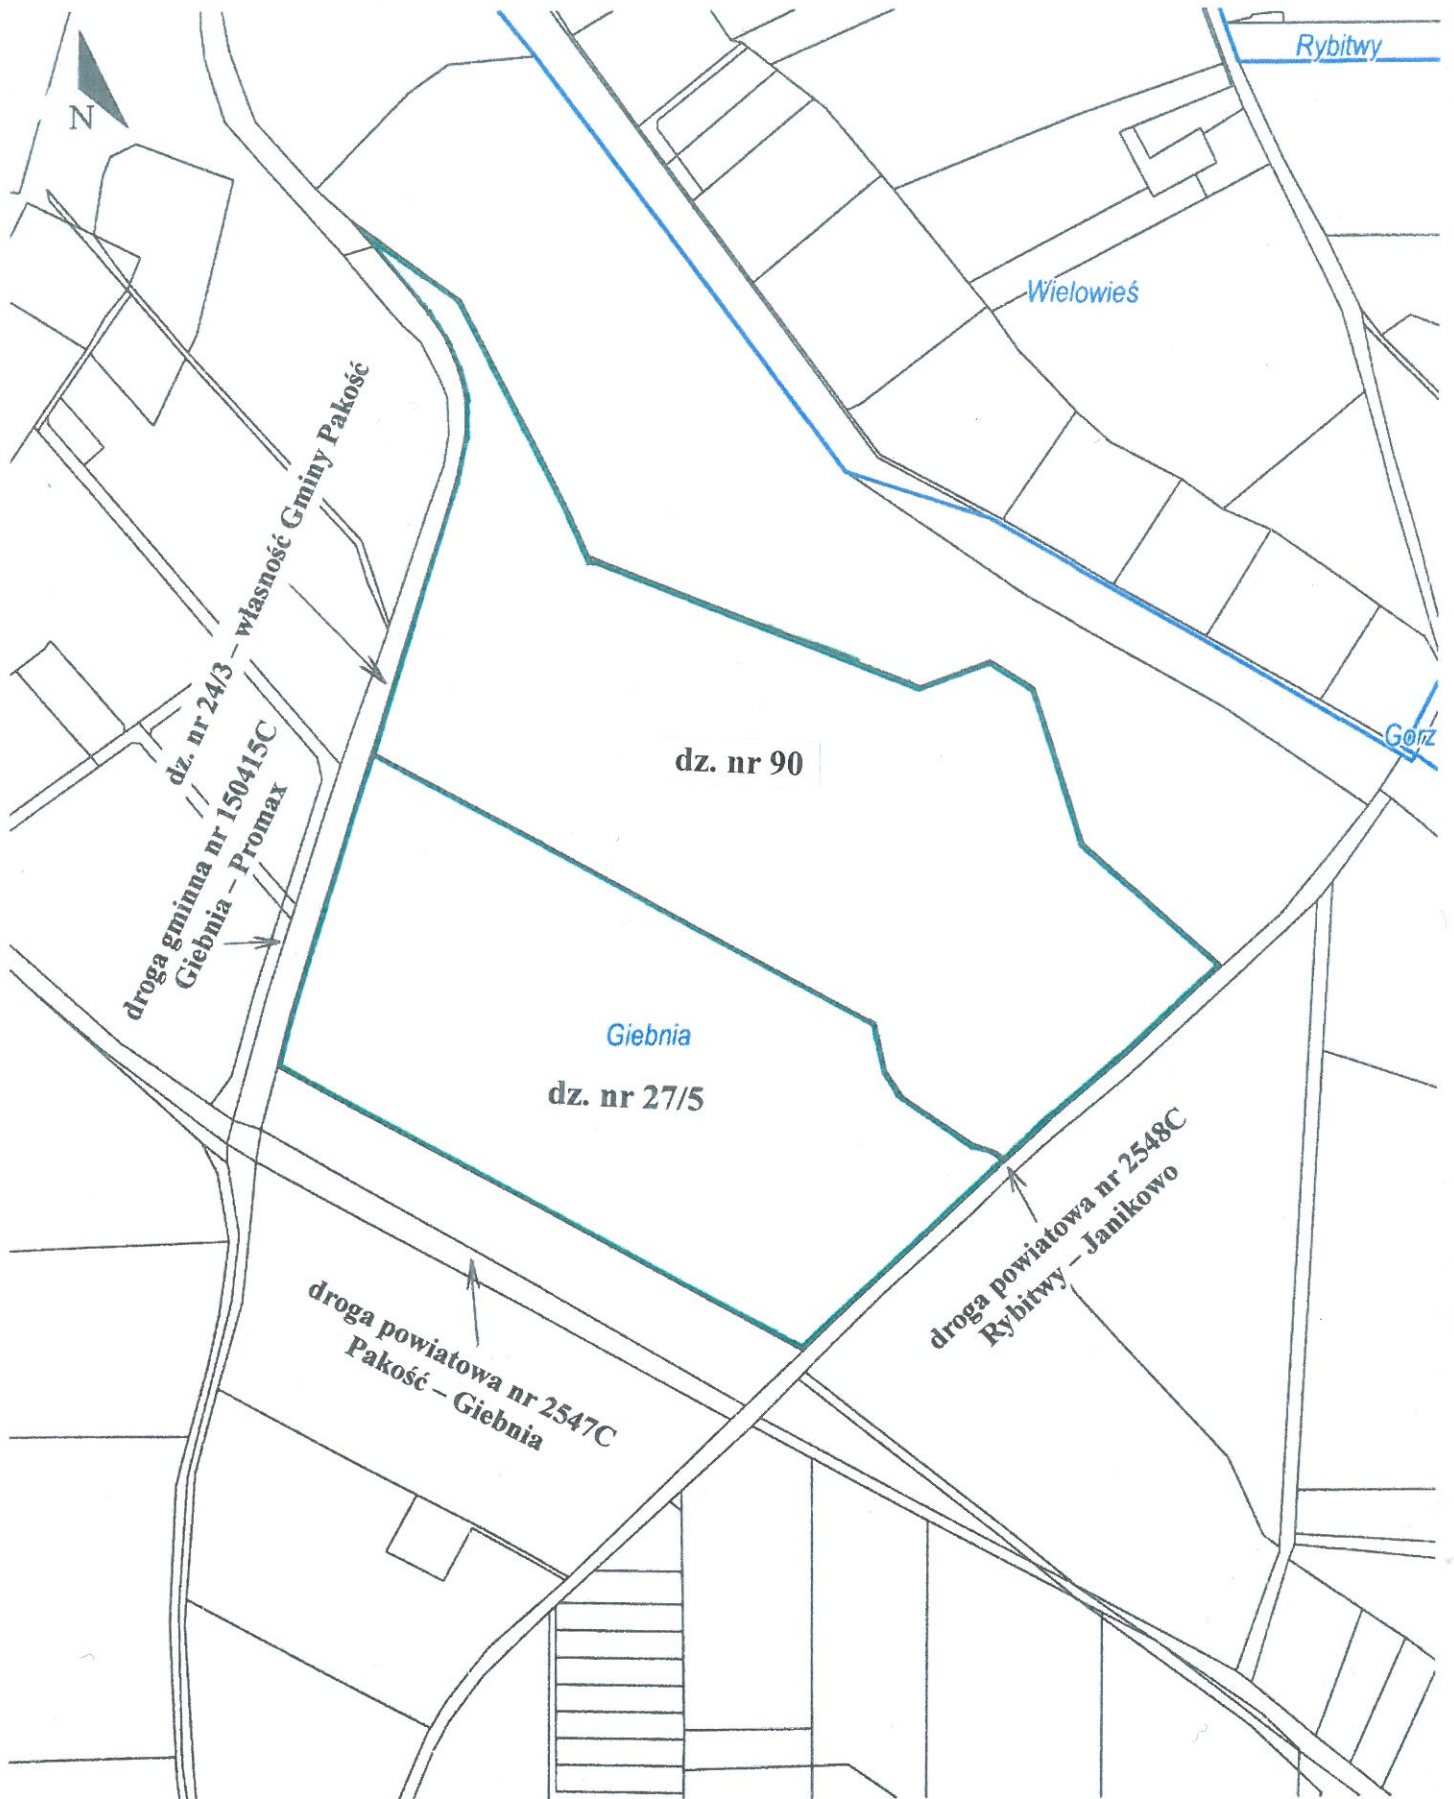 Rybitwy
N
Wielowieś
dz. nr 24/3 – własność Gminy Pakość
Gorz
dz. nr 90
droga gminna nr 150415C
Giebnia – Promax
Giebnia
dz. nr 27/5
droga powiatowa nr 2548C
Rybitwy – Janikowo
droga powiatowa nr 2547C
Pakość – Giebnia